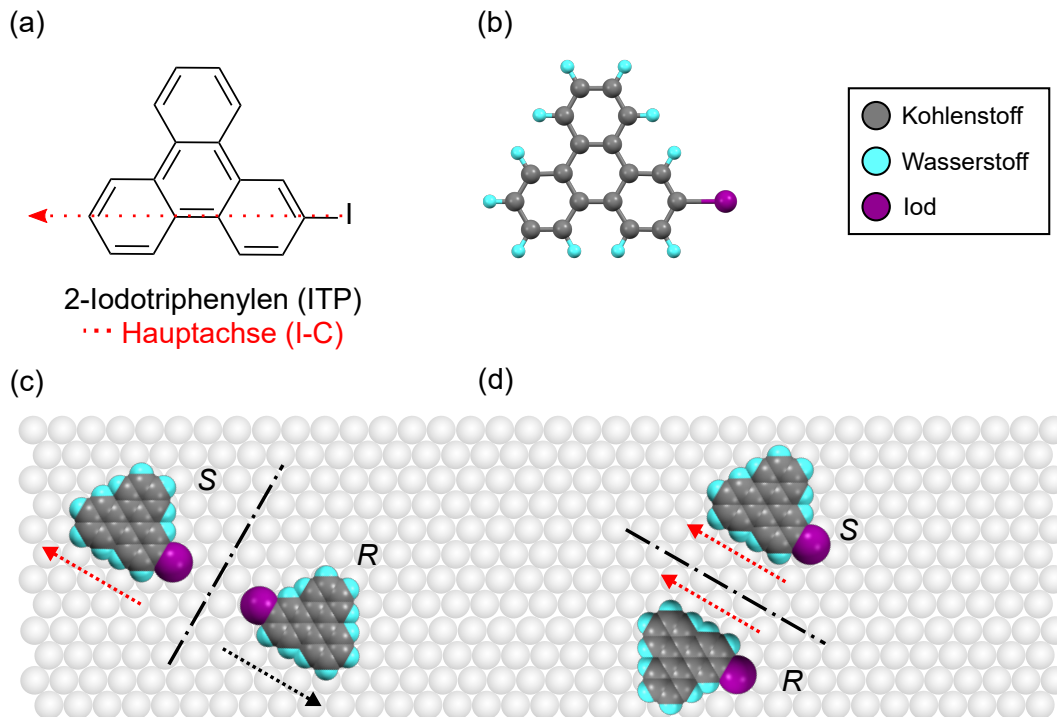 (a)
(b)
I
2-Iodotriphenylen (ITP)
Hauptachse (I-C)
Kohlenstoff
Wasserstoff
Iod
(c)
(d)
S
R
S
R